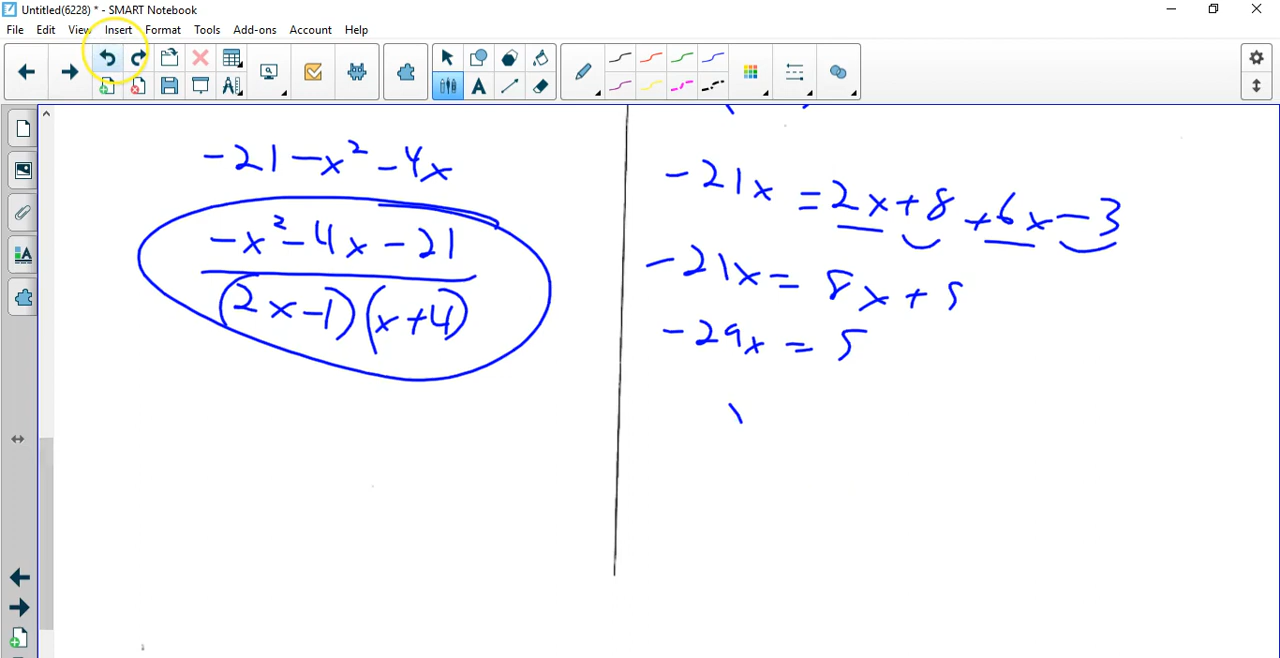 Untitled(6228) * - SMART Notebook
File Edit View Insert Format Tools Add-ons Account Help
-21 - x² - 4x
-x² - 4x - 21
(2x - 1)(x + 4)
-21x = 2x + 8 + 6x - 3
-21x = 8x + 5
-29x = 5